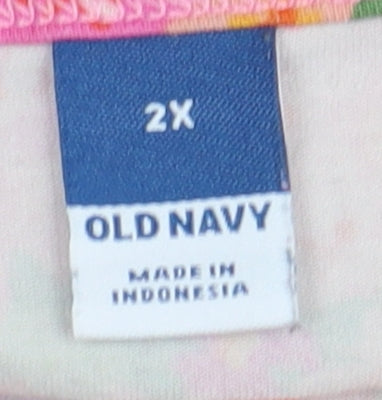 2X
OLD NAVY
MADE IN
INDONESIA